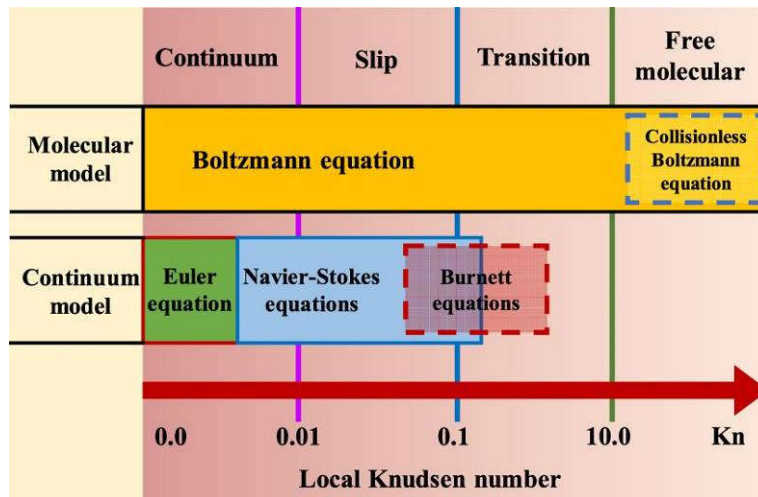 Continuum
Slip
Transition
Free
molecular
Molecular
model
Boltzmann equation
Collisionless
Boltzmann
equation
Continuum
model
Euler
equation
Navier-Stokes
equations
Burnett
equations
0.0
0.01
0.1
10.0
Kn
Local Knudsen number